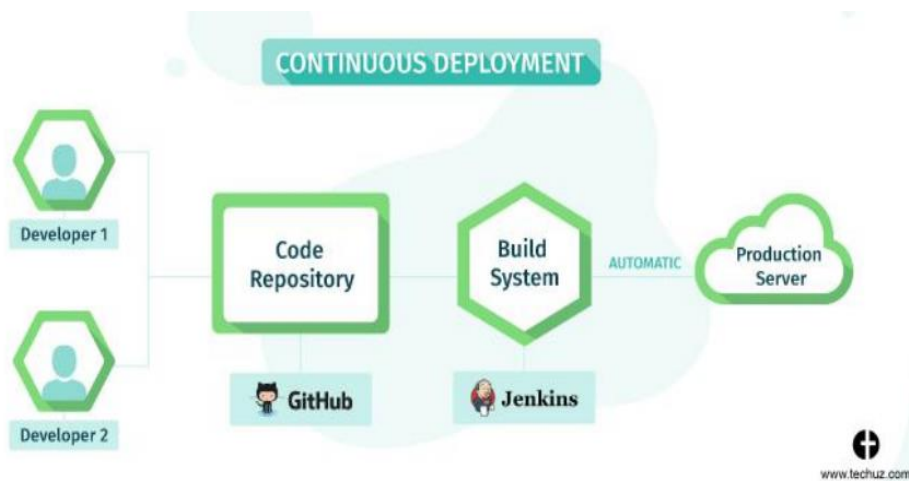 CONTINUOUS DEPLOYMENT
Developer 1
Code
Repository
Build
System
AUTOMATIC
Production
Server
GitHub
Jenkins
Developer 2
www.techuz.com